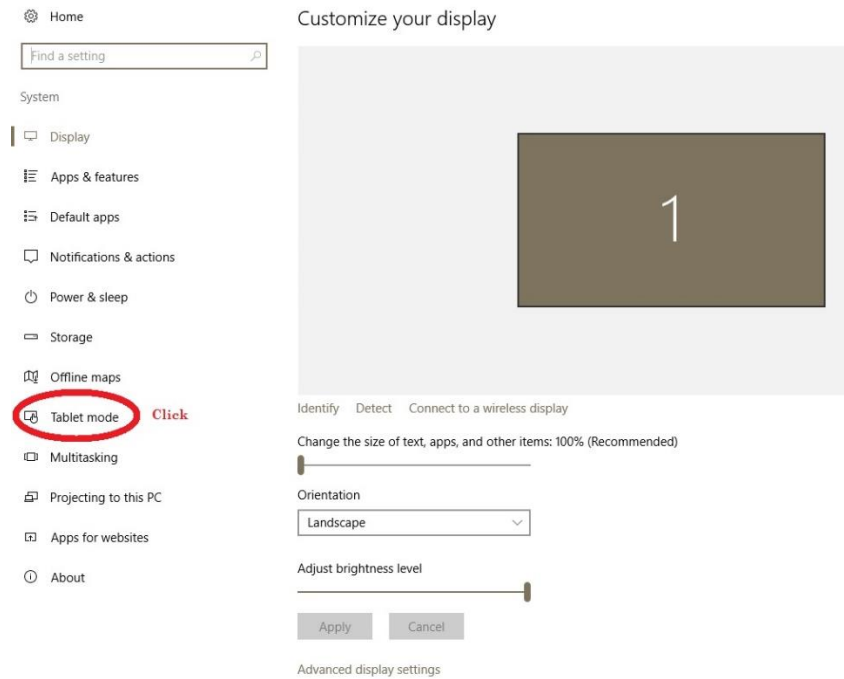 Home
Find a setting
System
Display
Apps & features
Default apps
Notifications & actions
Power & sleep
Storage
Offline maps
Tablet mode Click
Multitasking
Projecting to this PC
Apps for websites
About
Customize your display
1
Identify Detect Connect to a wireless display
Change the size of text, apps, and other items: 100% (Recommended)
Orientation
Landscape
Adjust brightness level
Apply Cancel
Advanced display settings